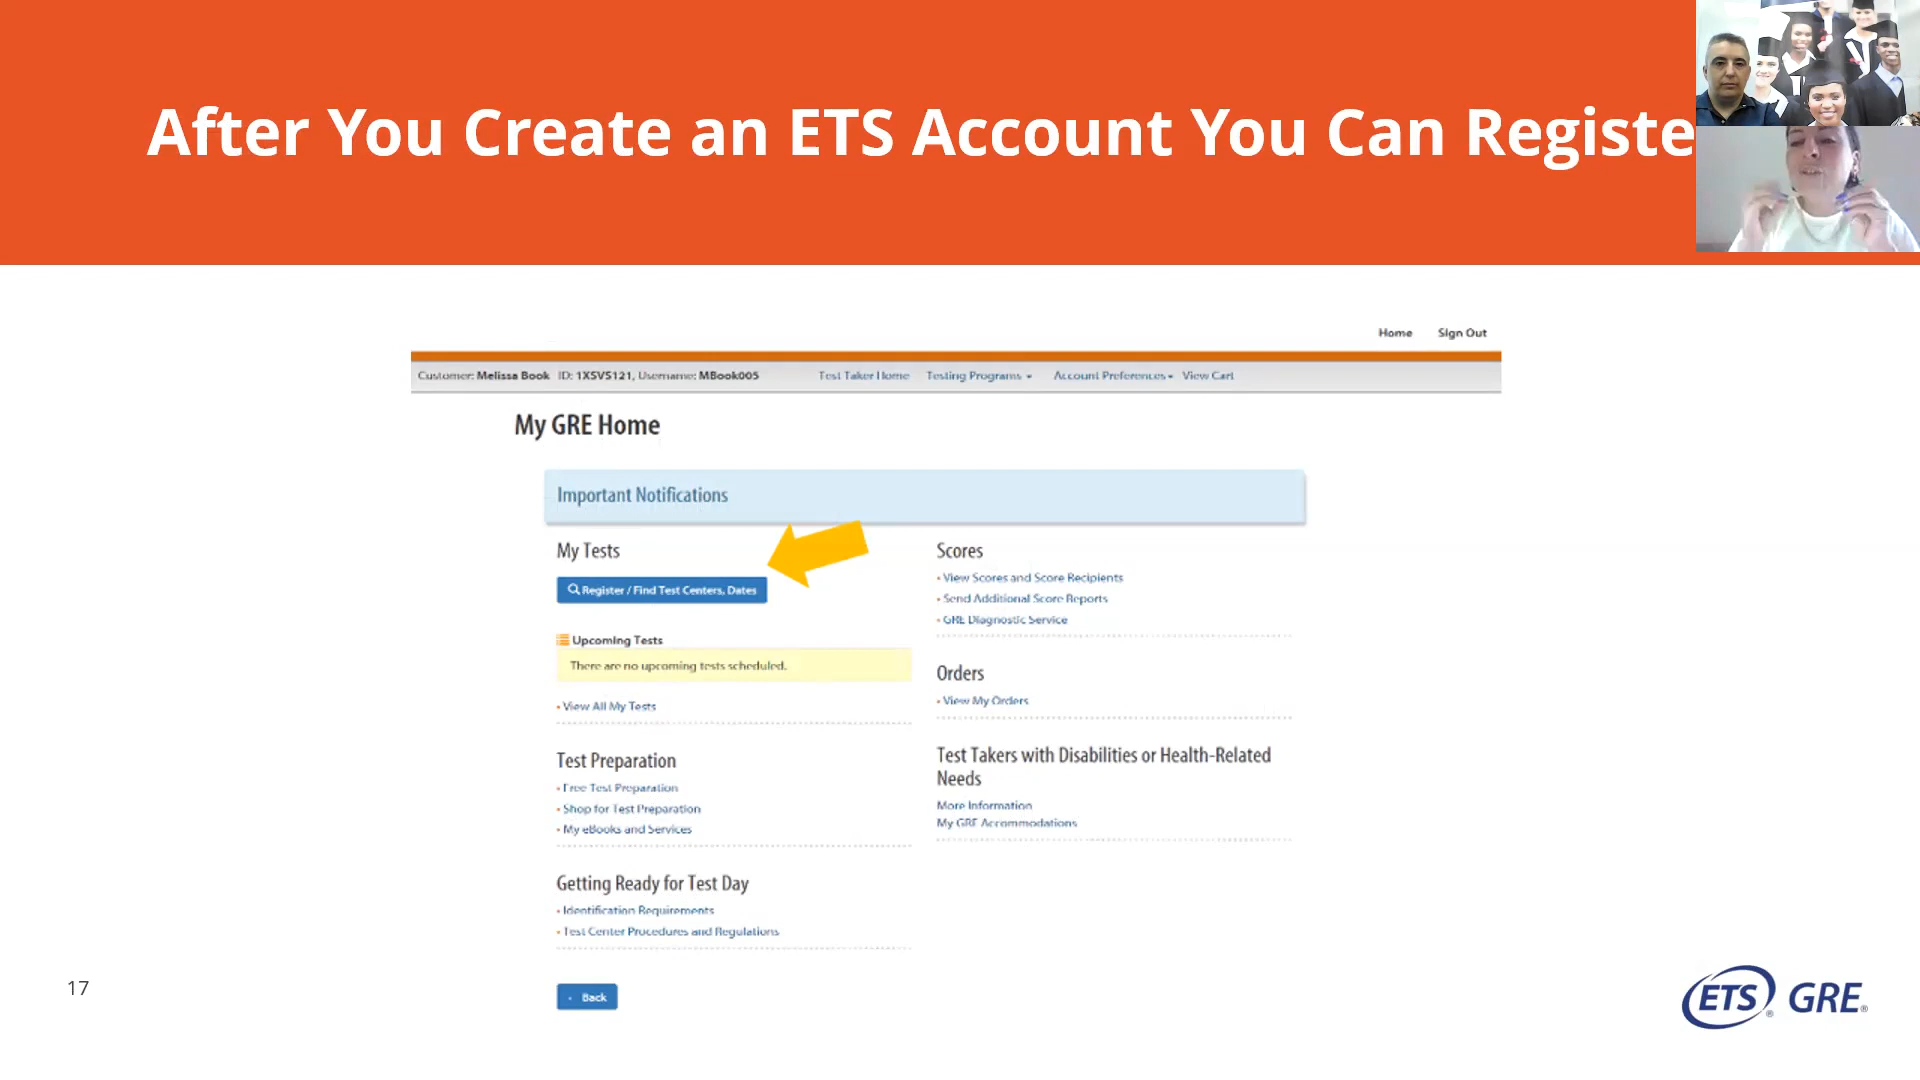 After You Create an ETS Account You Can Registe
Home Sign Out
Customer: Melissa Book ID: 1XSVS121, Username: MBook005 Test Taker Home Testing Programs Account Preferences View Cart
My GRE Home
Important Notifications
My Tests
Register / Find Test Centers, Dates
Upcoming Tests
There are no upcoming tests scheduled.
• View All My Tests
Test Preparation
• Free Test Preparation
• Shop for Test Preparation
• My eBooks and Services
Getting Ready for Test Day
• Identification Requirements
• Test Center Procedures and Regulations
Back
Scores
• View Scores and Score Recipients
• Send Additional Score Reports
• GRE Diagnostic Service
Orders
• View My Orders
Test Takers with Disabilities or Health-Related
Needs
More Information
My GRE Accommodations
17
ETS® GRE®